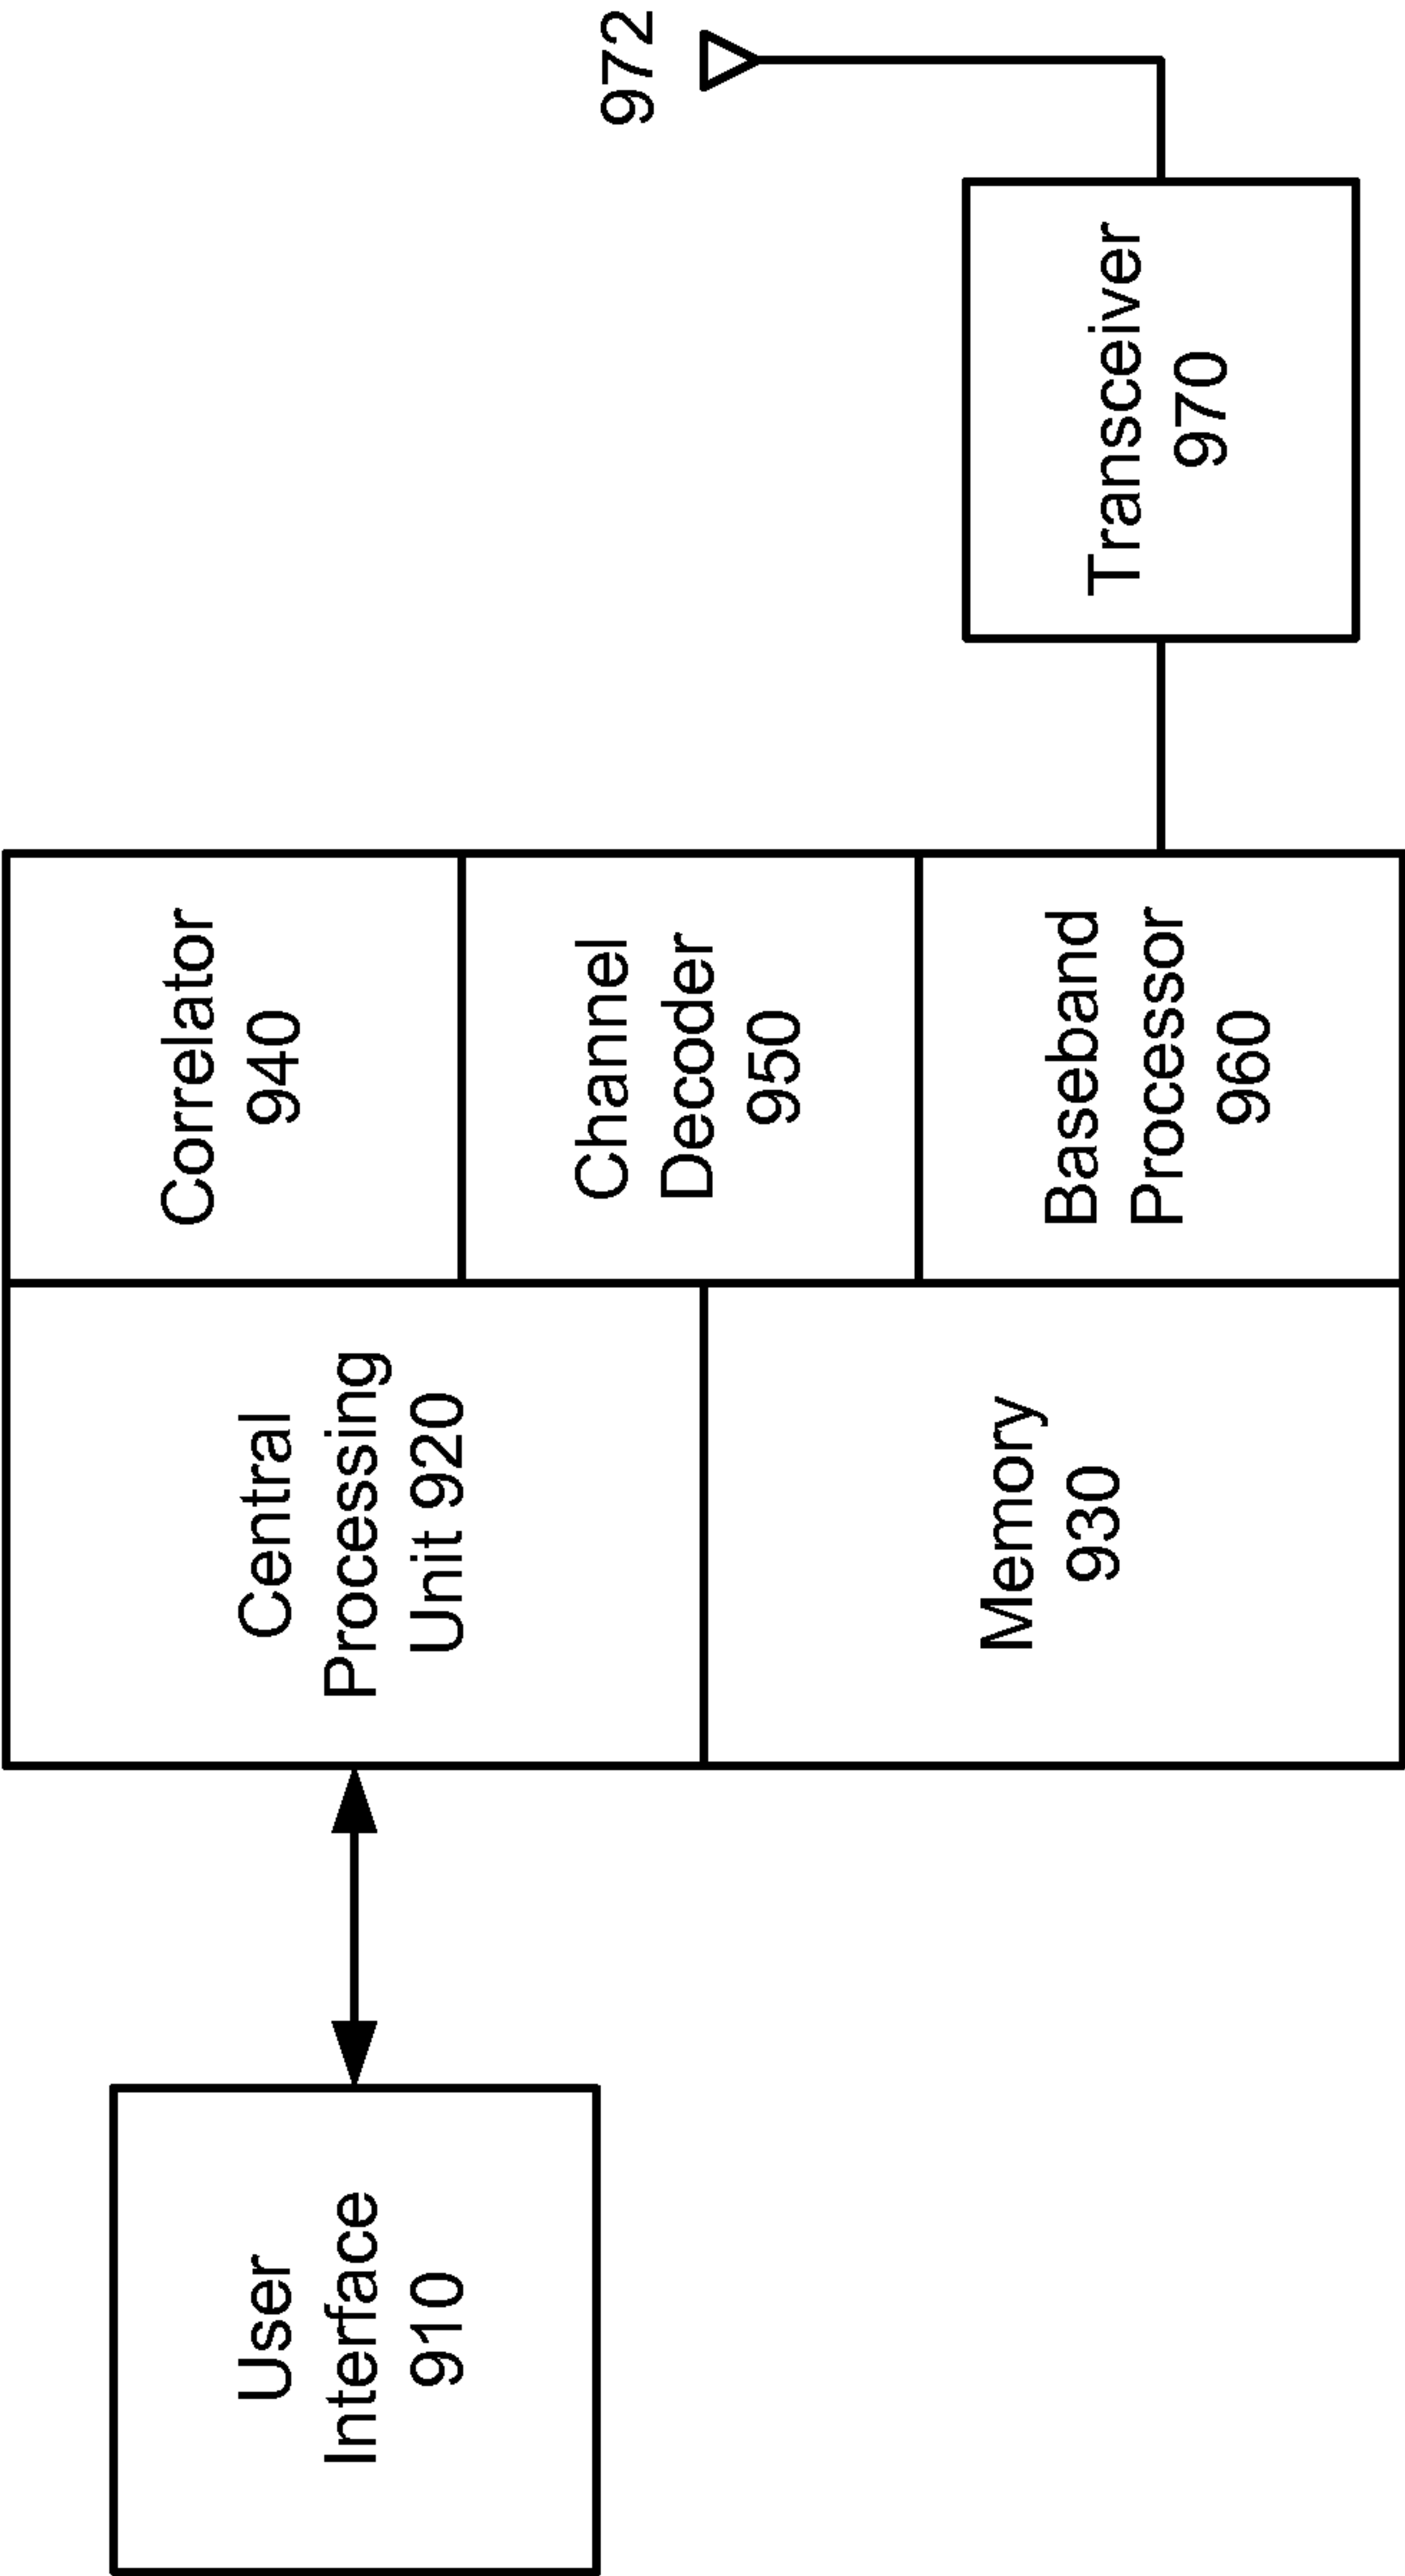 User
Interface
910
Central
Processing
Unit 920
Memory
930
Correlator
940
Channel
Decoder
950
Baseband
Processor
960
Transceiver
970
972